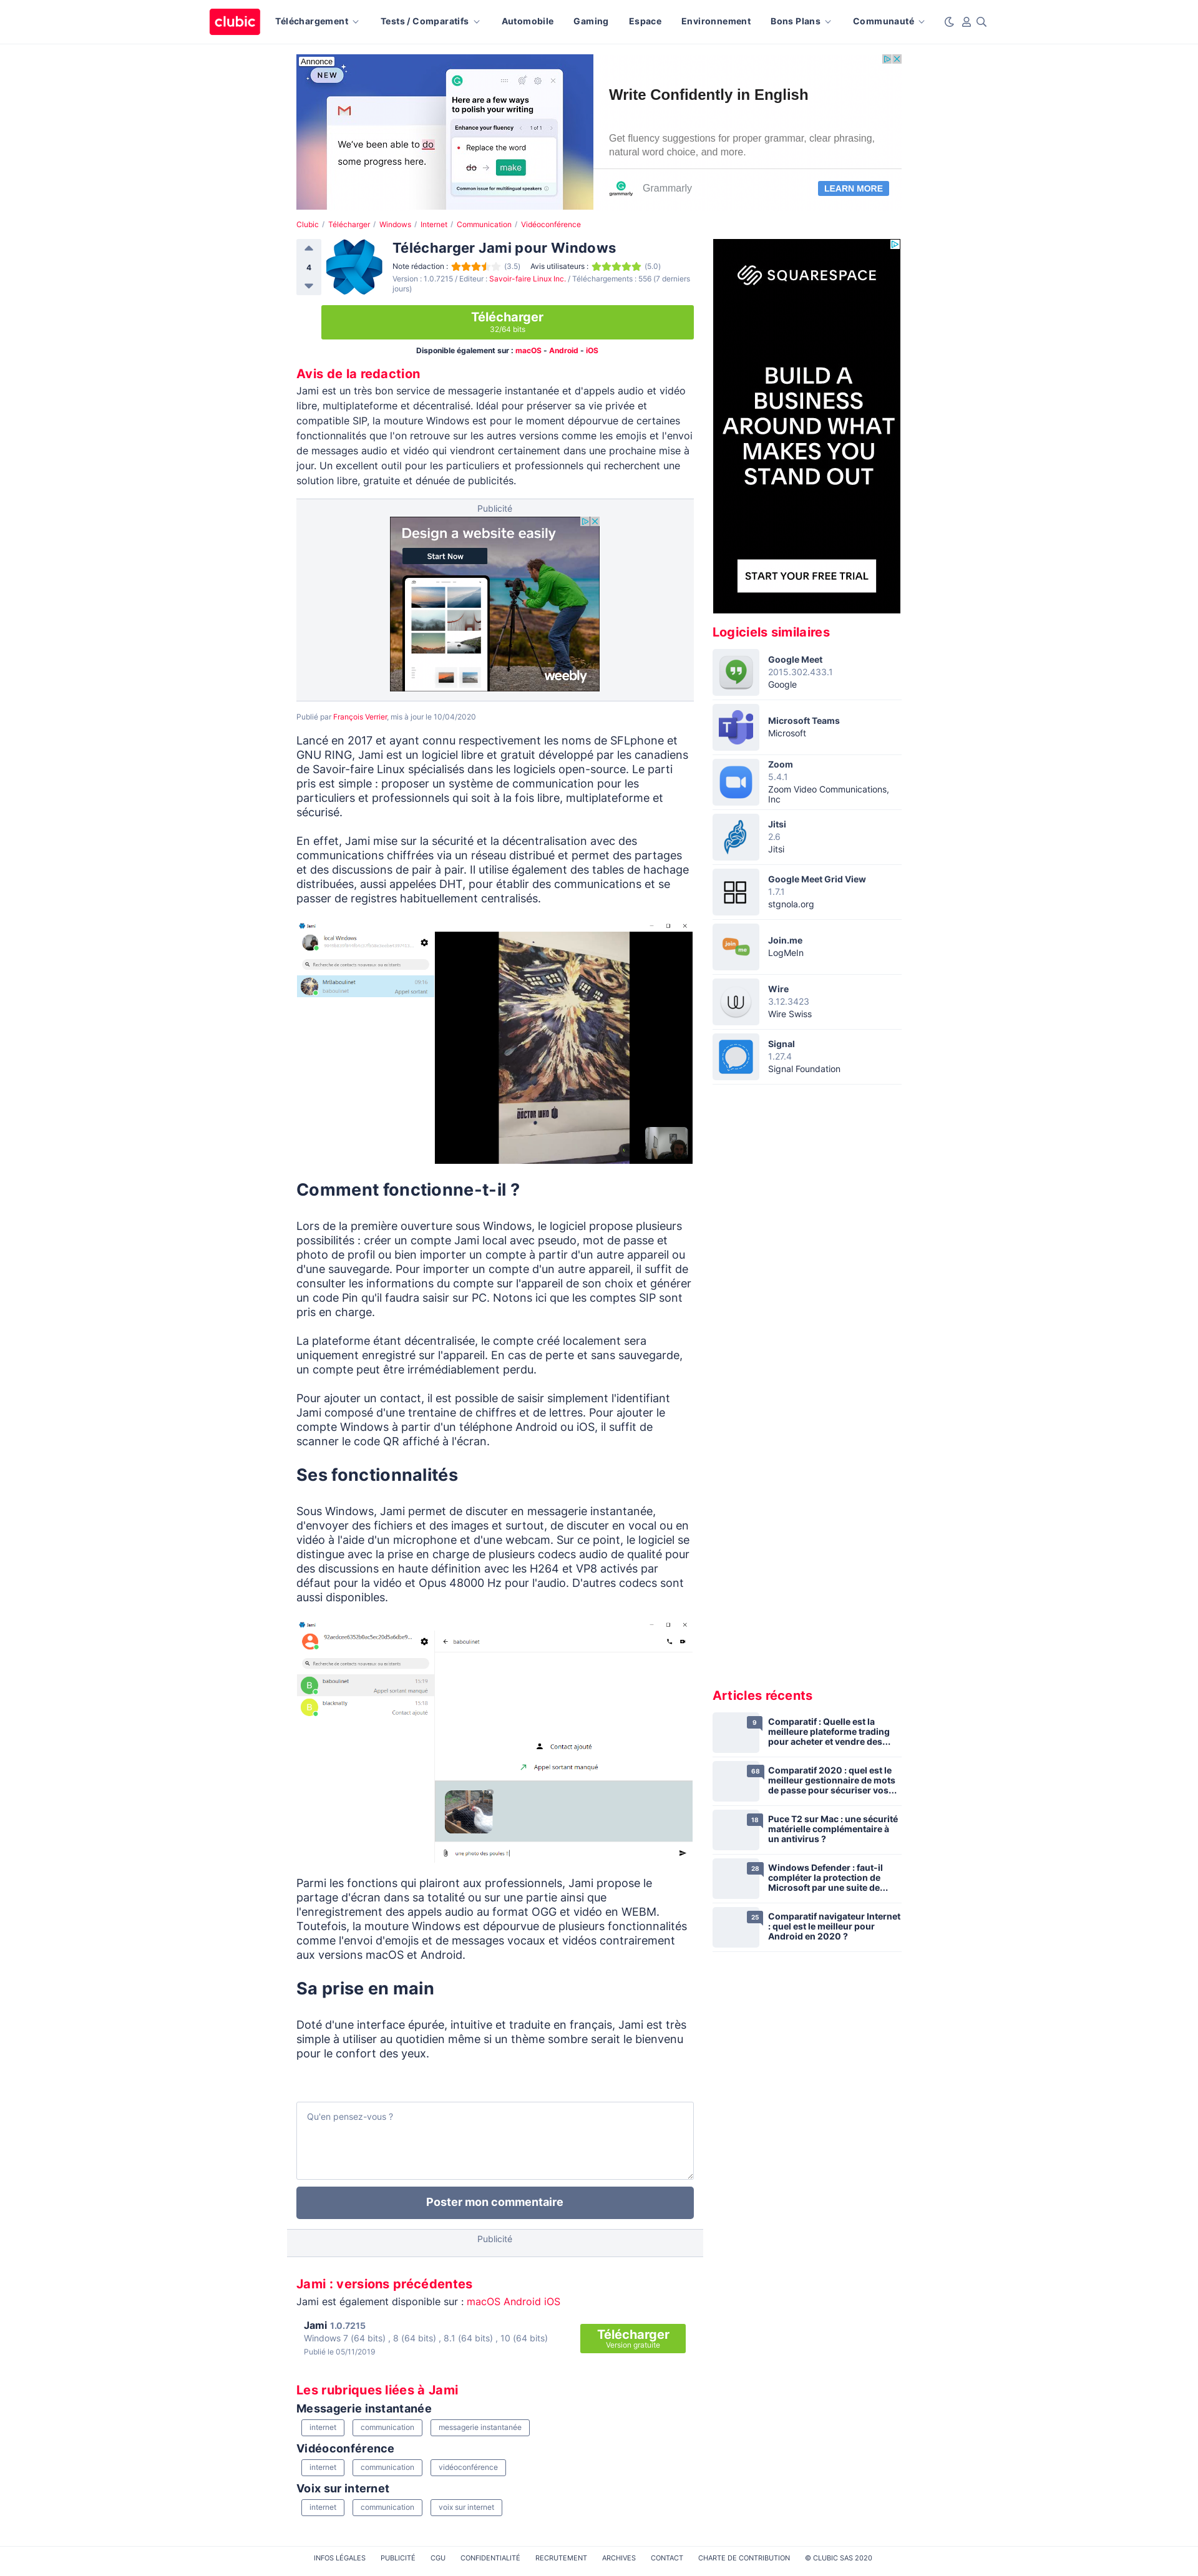 clubic
Téléchargement
Tests / Comparatifs
Automobile
Gaming
Espace
Environnement
Bons Plans
Communauté
Annonce
NEW
We've been able to do
some progress here.
Here are a few ways
to polish your writing
Enhance your fluency
1 of 1
Replace the word
do → make
Common issue for multilingual speakers
Write Confidently in English
Get fluency suggestions for proper grammar, clear phrasing,
natural word choice, and more.
grammarly
Grammarly
LEARN MORE
Clubic / Télécharger / Windows / Internet / Communication / Vidéoconférence
4
Télécharger Jami pour Windows
Note rédaction : (3.5) Avis utilisateurs : (5.0)
Version : 1.0.7215 / Editeur : Savoir-faire Linux Inc. / Téléchargements : 556 (7 derniers
jours)
Télécharger
32/64 bits
Disponible également sur : macOS - Android - iOS
Avis de la redaction
Jami est un très bon service de messagerie instantanée et d'appels audio et vidéo
libre, multiplateforme et décentralisé. Idéal pour préserver sa vie privée et
compatible SIP, la mouture Windows est pour le moment dépourvue de certaines
fonctionnalités que l'on retrouve sur les autres versions comme les emojis et l'envoi
de messages audio et vidéo qui viendront certainement dans une prochaine mise à
jour. Un excellent outil pour les particuliers et professionnels qui recherchent une
solution libre, gratuite et dénuée de publicités.
Publicité
Design a website easily
Start Now
weebly
Publié par François Verrier, mis à jour le 10/04/2020
Lancé en 2017 et ayant connu respectivement les noms de SFLphone et
GNU RING, Jami est un logiciel libre et gratuit développé par les canadiens
de Savoir-faire Linux spécialisés dans les logiciels open-source. Le parti
pris est simple : proposer un système de communication pour les
particuliers et professionnels qui soit à la fois libre, multiplateforme et
sécurisé.
En effet, Jami mise sur la sécurité et la décentralisation avec des
communications chiffrées via un réseau distribué et permet des partages
et des discussions de pair à pair. Il utilise également des tables de hachage
distribuées, aussi appelées DHT, pour établir des communications et se
passer de registres habituellement centralisés.
Jami
local Windows
Recherche de contacts nouveaux ou existants
Mrtlaboulinet
baboulinet
Appel sortant
DOCTOR WHO
Comment fonctionne-t-il ?
Lors de la première ouverture sous Windows, le logiciel propose plusieurs
possibilités : créer un compte Jami local avec pseudo, mot de passe et
photo de profil ou bien importer un compte à partir d'un autre appareil ou
d'une sauvegarde. Pour importer un compte d'un autre appareil, il suffit de
consulter les informations du compte sur l'appareil de son choix et générer
un code Pin qu'il faudra saisir sur PC. Notons ici que les comptes SIP sont
pris en charge.
La plateforme étant décentralisée, le compte créé localement sera
uniquement enregistré sur l'appareil. En cas de perte et sans sauvegarde,
un compte peut être irrémédiablement perdu.
Pour ajouter un contact, il est possible de saisir simplement l'identifiant
Jami composé d'une trentaine de chiffres et de lettres. Pour ajouter le
compte Windows à partir d'un téléphone Android ou iOS, il suffit de
scanner le code QR affiché à l'écran.
Ses fonctionnalités
Sous Windows, Jami permet de discuter en messagerie instantanée,
d'envoyer des fichiers et des images et surtout, de discuter en vocal ou en
vidéo à l'aide d'un microphone et d'une webcam. Sur ce point, le logiciel se
distingue avec la prise en charge de plusieurs codecs audio de qualité pour
des discussions en haute définition avec les H264 et VP8 activés par
défaut pour la vidéo et Opus 48000 Hz pour l'audio. D'autres codecs sont
aussi disponibles.
Jami
Recherche de contacts nouveaux ou existants
B
baboulinet
15:19
Appel sortant manqué
B
blacknelly
15:18
Contact ajouté
baboulinet
Contact ajouté
Appel sortant manqué
une photo des poules !
Parmi les fonctions qui plairont aux professionnels, Jami propose le
partage d'écran dans sa totalité ou sur une partie ainsi que
l'enregistrement des appels audio au format OGG et vidéo en WEBM.
Toutefois, la mouture Windows est dépourvue de plusieurs fonctionnalités
comme l'envoi d'emojis et de messages vocaux et vidéos contrairement
aux versions macOS et Android.
Sa prise en main
Doté d'une interface épurée, intuitive et traduite en français, Jami est très
simple à utiliser au quotidien même si un thème sombre serait le bienvenu
pour le confort des yeux.
Qu'en pensez-vous ?
Poster mon commentaire
Publicité
Jami : versions précédentes
Jami est également disponible sur : macOS Android iOS
Jami 1.0.7215
Windows 7 (64 bits) , 8 (64 bits) , 8.1 (64 bits) , 10 (64 bits)
Publié le 05/11/2019
Télécharger
Version gratuite
Les rubriques liées à Jami
Messagerie instantanée
internet
communication
messagerie instantanée
Vidéoconférence
internet
communication
vidéoconférence
Voix sur internet
internet
communication
voix sur internet
SQUARESPACE
BUILD A
BUSINESS
AROUND WHAT
MAKES YOU
STAND OUT
START YOUR FREE TRIAL
Logiciels similaires
Google Meet
2015.302.433.1
Google
Microsoft Teams
Microsoft
Zoom
5.4.1
Zoom Video Communications,
Inc
Jitsi
2.6
Jitsi
Google Meet Grid View
1.7.1
stgnola.org
join
me
Join.me
LogMeIn
Wire
3.12.3423
Wire Swiss
Signal
1.27.4
Signal Foundation
Articles récents
9
Comparatif : Quelle est la
meilleure plateforme trading
pour acheter et vendre des...
68
Comparatif 2020 : quel est le
meilleur gestionnaire de mots
de passe pour sécuriser vos...
18
Puce T2 sur Mac : une sécurité
matérielle complémentaire à
un antivirus ?
28
Windows Defender : faut-il
compléter la protection de
Microsoft par une suite de...
25
Comparatif navigateur Internet
: quel est le meilleur pour
Android en 2020 ?
INFOS LÉGALES
PUBLICITÉ
CGU
CONFIDENTIALITÉ
RECRUTEMENT
ARCHIVES
CONTACT
CHARTE DE CONTRIBUTION
© CLUBIC SAS 2020